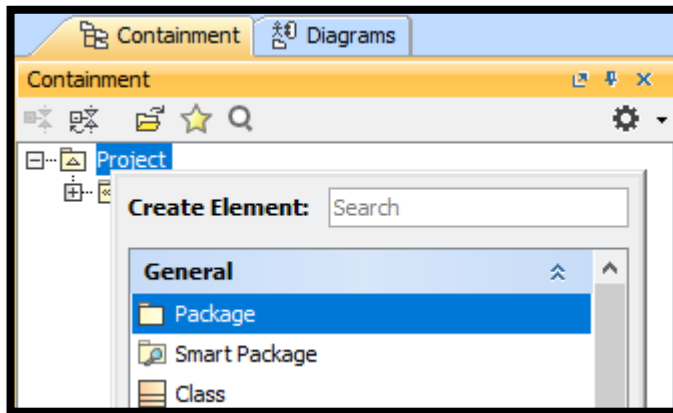 Containment Diagrams
Containment
Project
Create Element: Search
General
Package
Smart Package
Class